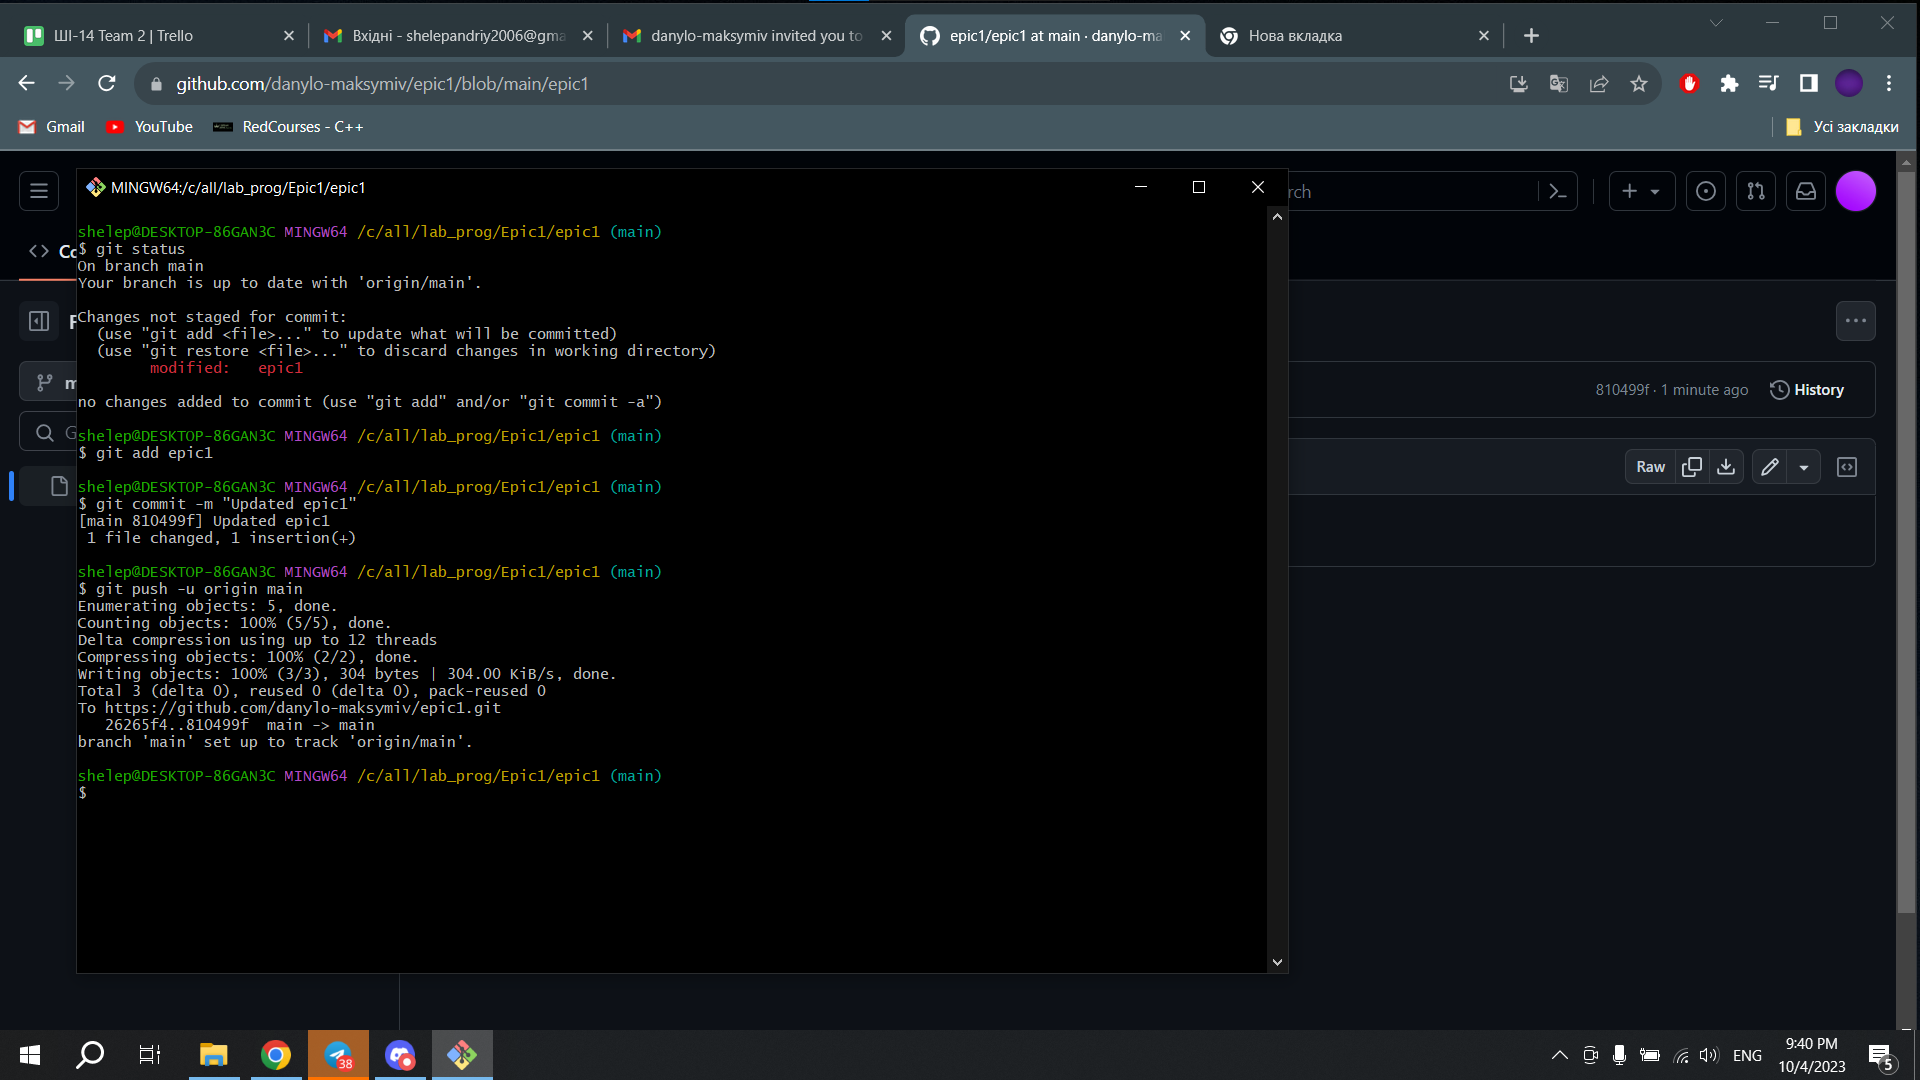 ШІ-14 Team 2 | Trello
Вхідні - shelepandriy2006@gma
danylo-maksymiv invited you to
epic1/epic1 at main · danylo-ma
Нова вкладка
github.com/danylo-maksymiv/epic1/blob/main/epic1
Gmail
YouTube
RedCourses - C++
Усі закладки
MINGW64:/c/all/lab_prog/Epic1/epic1
rch
shelep@DESKTOP-86GAN3C MINGW64 /c/all/lab_prog/Epic1/epic1 (main)
$ git status
On branch main
Your branch is up to date with 'origin/main'.
Changes not staged for commit:
(use "git add <file>..." to update what will be committed)
(use "git restore <file>..." to discard changes in working directory)
modified:   epic1
no changes added to commit (use "git add" and/or "git commit -a")
shelep@DESKTOP-86GAN3C MINGW64 /c/all/lab_prog/Epic1/epic1 (main)
$ git add epic1
shelep@DESKTOP-86GAN3C MINGW64 /c/all/lab_prog/Epic1/epic1 (main)
$ git commit -m "Updated epic1"
[main 810499f] Updated epic1
1 file changed, 1 insertion(+)
shelep@DESKTOP-86GAN3C MINGW64 /c/all/lab_prog/Epic1/epic1 (main)
$ git push -u origin main
Enumerating objects: 5, done.
Counting objects: 100% (5/5), done.
Delta compression using up to 12 threads
Compressing objects: 100% (2/2), done.
Writing objects: 100% (3/3), 304 bytes | 304.00 KiB/s, done.
Total 3 (delta 0), reused 0 (delta 0), pack-reused 0
To https://github.com/danylo-maksymiv/epic1.git
26265f4..810499f  main -> main
branch 'main' set up to track 'origin/main'.
shelep@DESKTOP-86GAN3C MINGW64 /c/all/lab_prog/Epic1/epic1 (main)
$
810499f · 1 minute ago
History
Raw
38
ENG
9:40 PM
10/4/2023
5